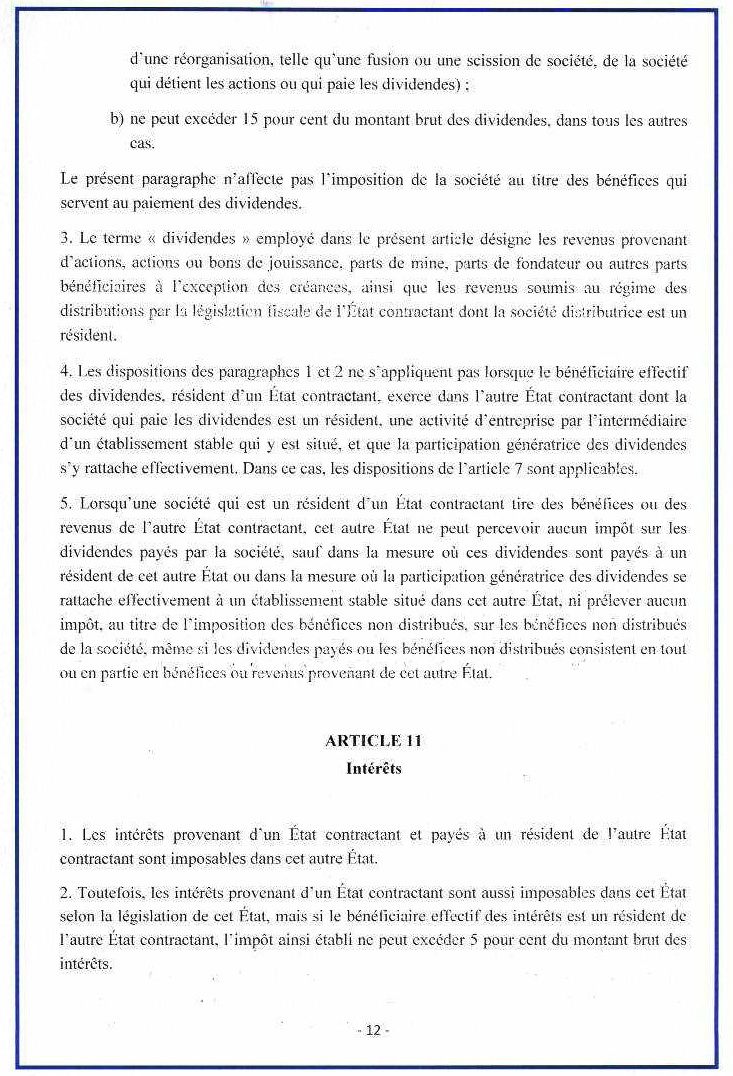 d'une réorganisation, telle qu'une fusion ou une scission de société, de la société
qui détient les actions ou qui paie les dividendes) ;
b) ne peut excéder 15 pour cent du montant brut des dividendes, dans tous les autres
cas.
Le présent paragraphe n'affecte pas l'imposition de la société au titre des bénéfices qui
servent au paiement des dividendes.
3. Le terme « dividendes » employé dans le présent article désigne les revenus provenant
d'actions, actions ou bons de jouissance, parts de mine, parts de fondateur ou autres parts
bénéficiaires à l'exception des créances, ainsi que les revenus soumis au régime des
distributions par la législation fiscale de l'État contractant dont la société distributrice est un
résident.
4. Les dispositions des paragraphes 1 et 2 ne s'appliquent pas lorsque le bénéficiaire effectif
des dividendes, résident d'un État contractant, exerce dans l'autre État contractant dont la
société qui paie les dividendes est un résident, une activité d'entreprise par l'intermédiaire
d'un établissement stable qui y est situé, et que la participation génératrice des dividendes
s'y rattache effectivement. Dans ce cas, les dispositions de l'article 7 sont applicables.
5. Lorsqu'une société qui est un résident d'un État contractant tire des bénéfices ou des
revenus de l'autre État contractant, cet autre État ne peut percevoir aucun impôt sur les
dividendes payés par la société, sauf dans la mesure où ces dividendes sont payés à un
résident de cet autre État ou dans la mesure où la participation génératrice des dividendes se
rattache effectivement à un établissement stable situé dans cet autre État, ni prélever aucun
impôt, au titre de l'imposition des bénéfices non distribués, sur les bénéfices non distribués
de la société, même si les dividendes payés ou les bénéfices non distribués consistent en tout
ou en partie en bénéfices ou revenus provenant de cet autre État.
ARTICLE 11
Intérêts
1. Les intérêts provenant d'un État contractant et payés à un résident de l'autre État
contractant sont imposables dans cet autre État.
2. Toutefois, les intérêts provenant d'un État contractant sont aussi imposables dans cet État
selon la législation de cet État, mais si le bénéficiaire effectif des intérêts est un résident de
l'autre État contractant, l'impôt ainsi établi ne peut excéder 5 pour cent du montant brut des
intérêts.
- 12 -